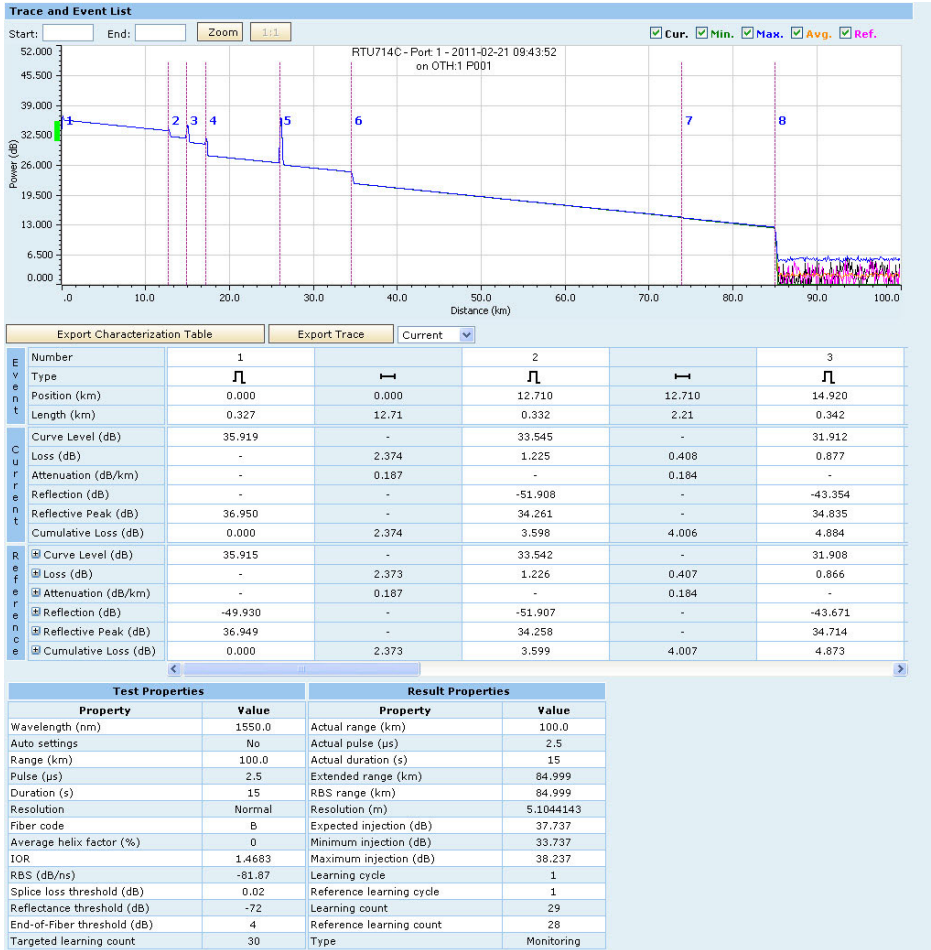 Trace and Event List
Start: End: Zoom 1:1 Cur. Min. Max. Avg. Ref.
RTU714C - Port: 1 - 2011-02-21 09:43:52
on OTH:1 P001
52.000
45.500
39.000
32.500
26.000
19.500
13.000
6.500
0.000
Power (dB)
1 2 3 4 5 6 7 8
.0 10.0 20.0 30.0 40.0 50.0 60.0 70.0 80.0 90.0 100.0
Distance (km)
Export Characterization Table Export Trace Current
Event
Number 1 2 3
Type
Position (km) 0.000 0.000 12.710 12.710 14.920
Length (km) 0.327 12.71 0.332 2.21 0.342
Current
Curve Level (dB) 35.919 - 33.545 - 31.912
Loss (dB) - 2.374 1.225 0.408 0.877
Attenuation (dB/km) - 0.187 - 0.184 -
Reflection (dB) - -51.908 - -43.354
Reflective Peak (dB) 36.950 - 34.261 - 34.835
Cumulative Loss (dB) 0.000 2.374 3.598 4.006 4.884
Reference
Curve Level (dB) 35.915 - 33.542 - 31.908
Loss (dB) - 2.373 1.226 0.407 0.866
Attenuation (dB/km) - 0.187 - 0.184 -
Reflection (dB) -49.930 - -51.907 - -43.671
Reflective Peak (dB) 36.949 - 34.258 - 34.714
Cumulative Loss (dB) 0.000 2.373 3.599 4.007 4.873
Test Properties Result Properties
Property Value Property Value
Wavelength (nm) 1550.0 Actual range (km) 100.0
Auto settings No Actual pulse (µs) 2.5
Range (km) 100.0 Actual duration (s) 15
Pulse (µs) 2.5 Extended range (km) 84.999
Duration (s) 15 RBS range (km) 84.999
Resolution Normal Resolution (m) 5.1044143
Fiber code B Expected injection (dB) 37.737
Average helix factor (%) 0 Minimum injection (dB) 33.737
IOR 1.4683 Maximum injection (dB) 38.237
RBS (dB/ns) -81.87 Learning cycle 1
Splice loss threshold (dB) 0.02 Reference learning cycle 1
Reflectance threshold (dB) -72 Learning count 29
End-of-Fiber threshold (dB) 4 Reference learning count 28
Targeted learning count 30 Type Monitoring